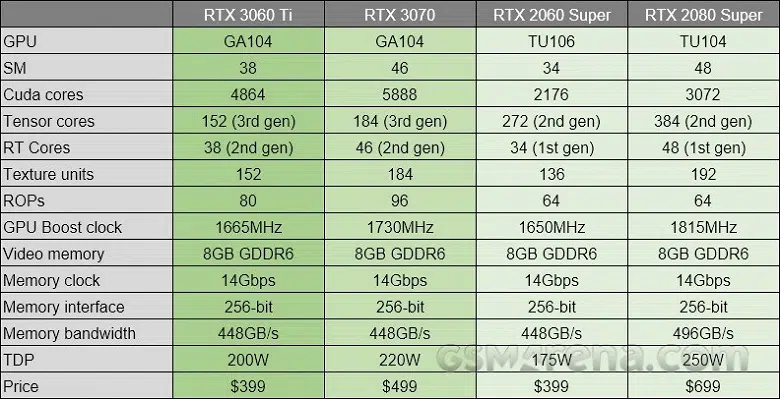 RTX 3060 Ti RTX 3070 RTX 2060 Super RTX 2080 Super
GPU GA104 GA104 TU106 TU104
SM 38 46 34 48
Cuda cores 4864 5888 2176 3072
Tensor cores 152 (3rd gen) 184 (3rd gen) 272 (2nd gen) 384 (2nd gen)
RT Cores 38 (2nd gen) 46 (2nd gen) 34 (1st gen) 48 (1st gen)
Texture units 152 184 136 192
ROPs 80 96 64 64
GPU Boost clock 1665MHz 1730MHz 1650MHz 1815MHz
Video memory 8GB GDDR6 8GB GDDR6 8GB GDDR6 8GB GDDR6
Memory clock 14Gbps 14Gbps 14Gbps 14Gbps
Memory interface 256-bit 256-bit 256-bit 256-bit
Memory bandwidth 448GB/s 448GB/s 448GB/s 496GB/s
TDP 200W 220W 175W 250W
GSMArena.com
Price $399 $499 $399 $699